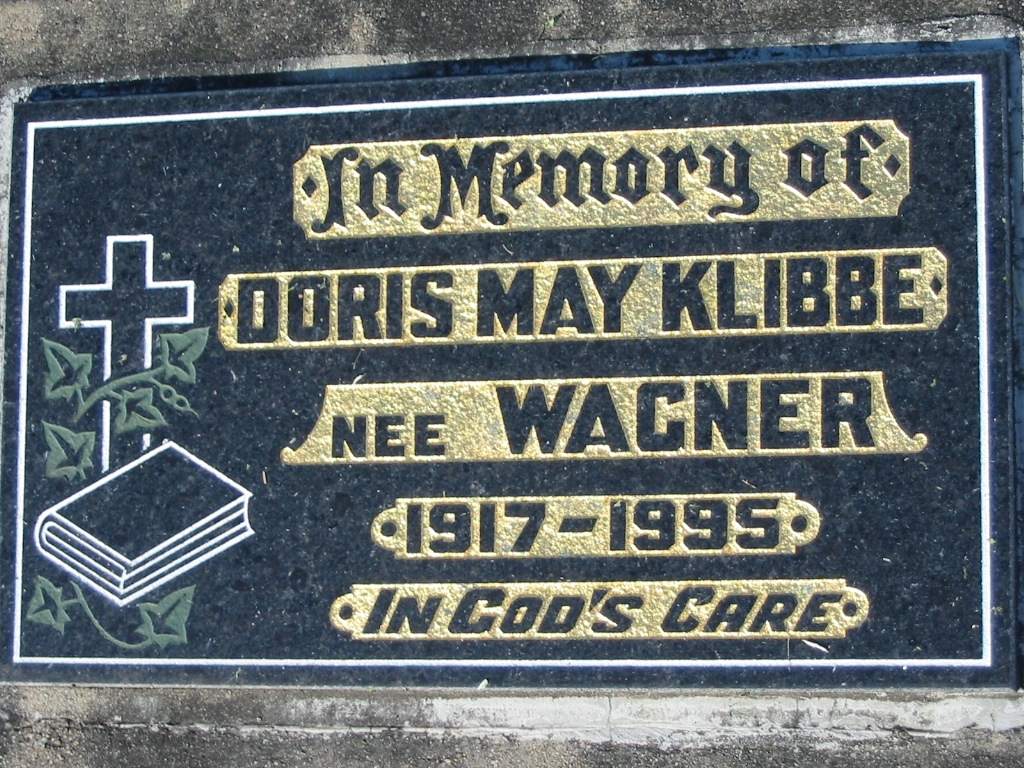 In Memory of
DORIS MAY KLIBBE
NEE WAGNER
1917-1995
IN GOD'S CARE